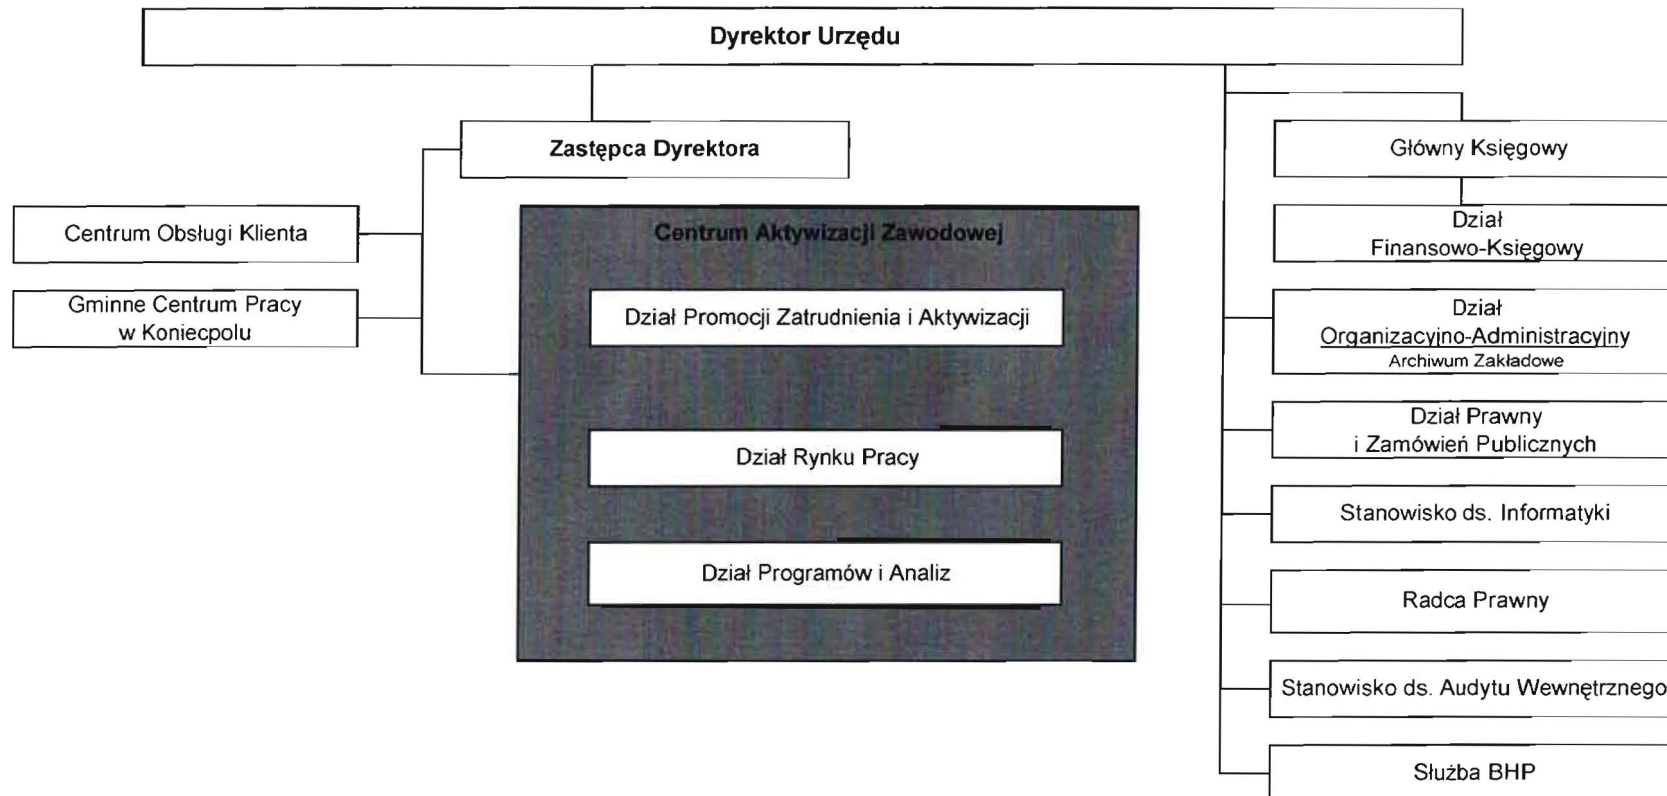 Dyrektor Urzędu
Zastępca Dyrektora
Centrum Obsługi Klienta
Gminne Centrum Pracy
w Koniecpolu
Centrum Aktywizacji Zawodowej
Dział Promocji Zatrudnienia i Aktywizacji
Dział Rynku Pracy
Dział Programów i Analiz
Główny Księgowy
Dział
Finansowo-Księgowy
Dział
Organizacyjno-Administracyjny
Archiwum Zakładowe
Dział Prawny
i Zamówień Publicznych
Stanowisko ds. Informatyki
Radca Prawny
Stanowisko ds. Audytu Wewnętrznego
Służba BHP